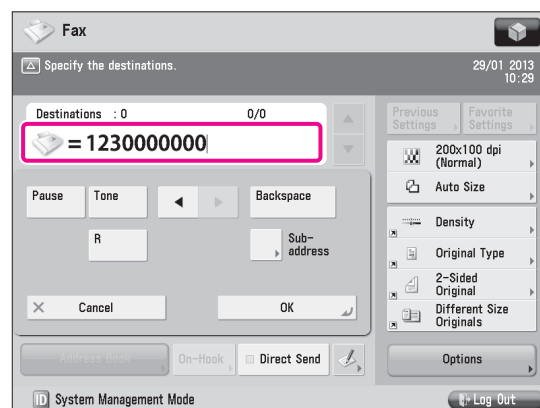 Fax
Specify the destinations.
29/01 2013
10:29
Destinations : 0 0/0
= 1230000000
Pause Tone Backspace
R Sub-
address
Cancel OK
Address Book On-Hook Direct Send
Previous
Settings
Favorite
Settings
200x100 dpi
(Normal)
Auto Size
Density
Original Type
2-Sided
Original
Different Size
Originals
Options
ID System Management Mode
Log Out